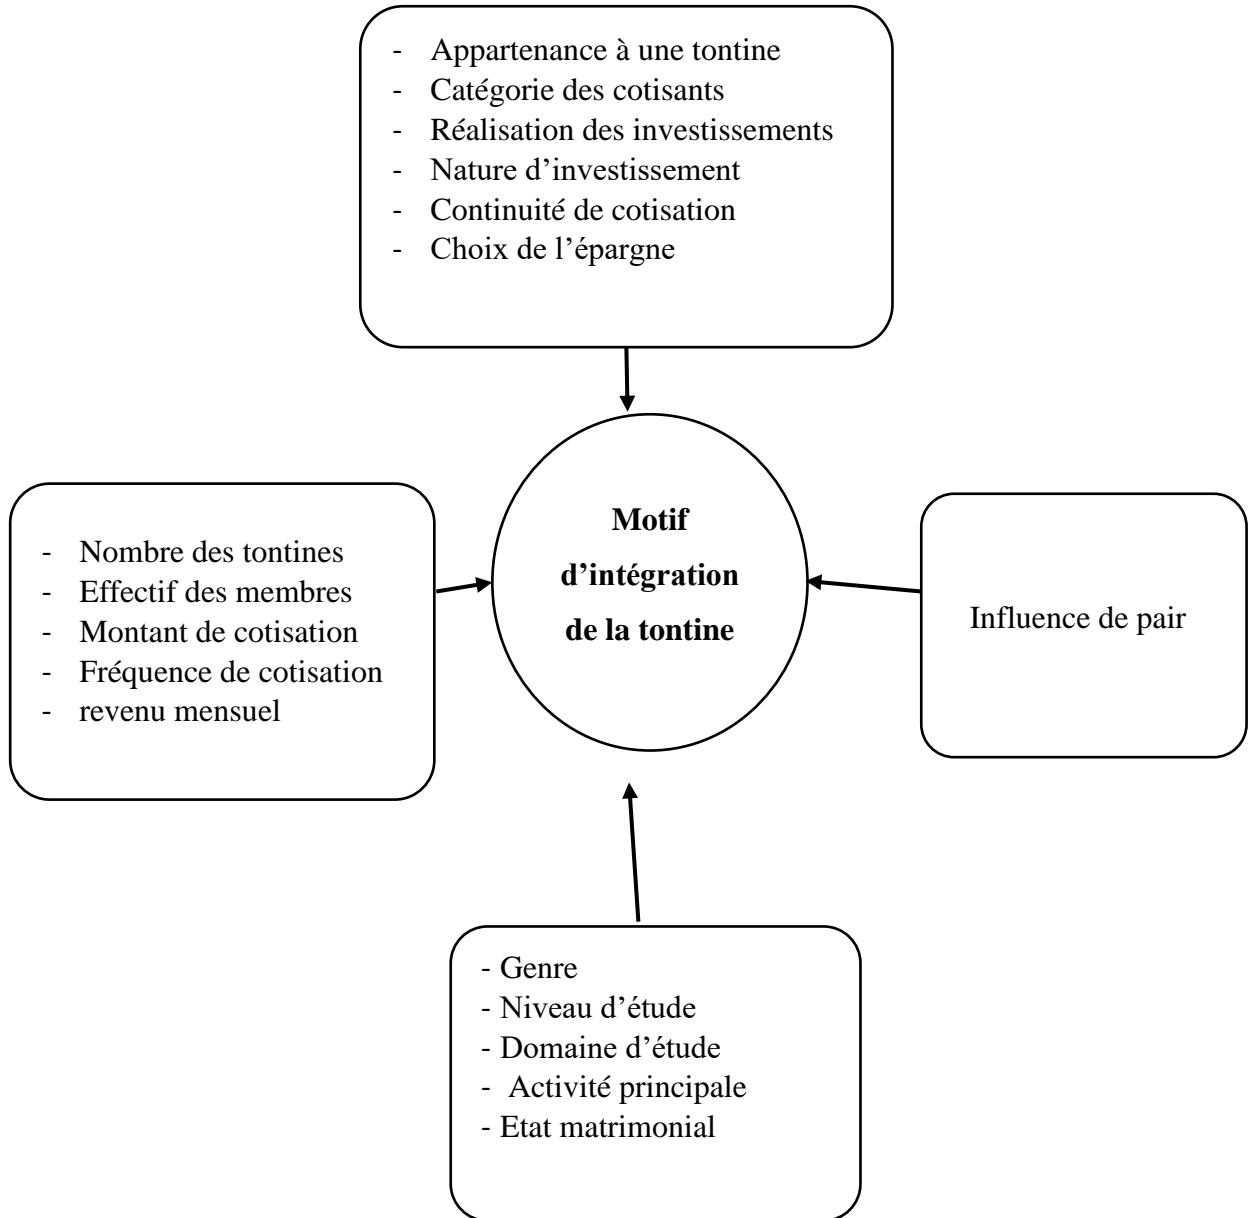 - Appartenance à une tontine
- Catégorie des cotisants
- Réalisation des investissements
- Nature d’investissement
- Continuité de cotisation
- Choix de l’épargne
- Nombre des tontines
- Effectif des membres
- Montant de cotisation
- Fréquence de cotisation
- revenu mensuel
Motif
d’intégration
de la tontine
Influence de pair
- Genre
- Niveau d’étude
- Domaine d’étude
- Activité principale
- Etat matrimonial